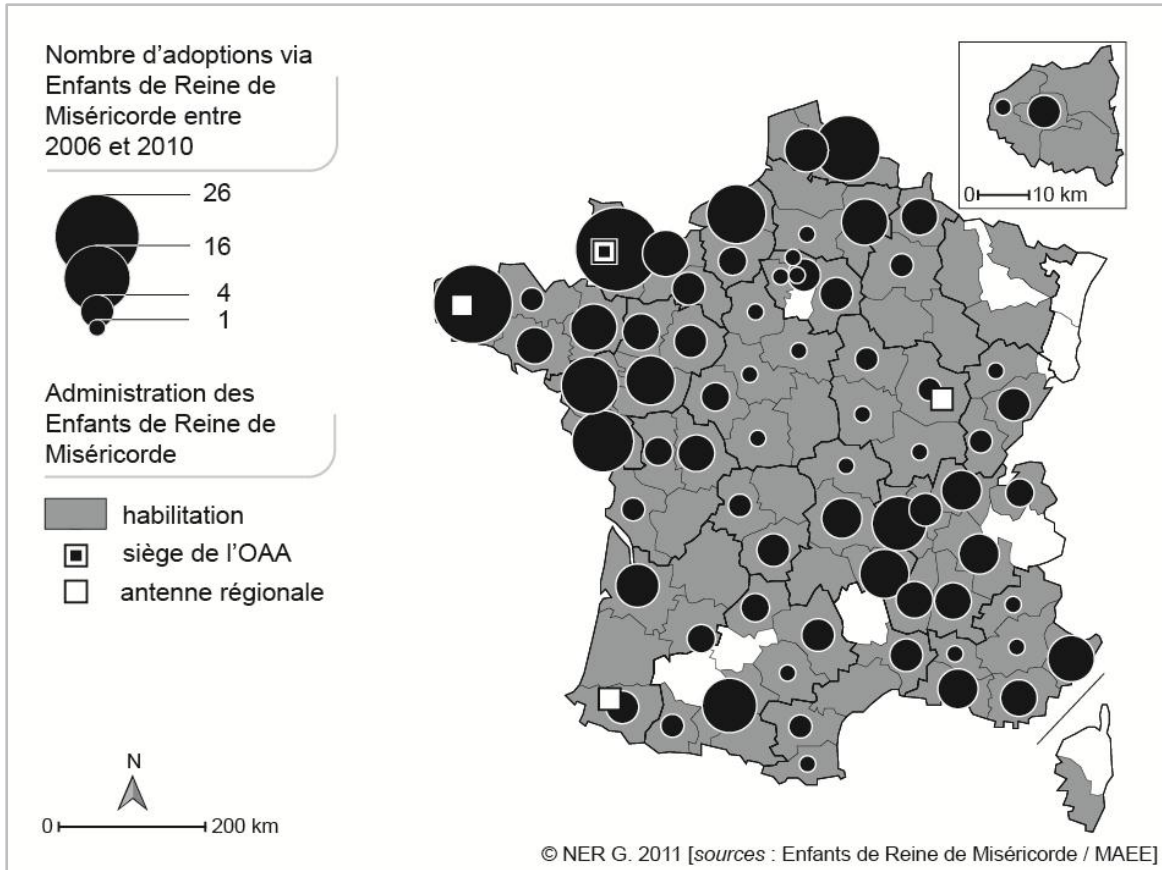 Nombre d'adoptions via
Enfants de Reine de
Miséricorde entre
2006 et 2010
26
16
4
1
Administration des
Enfants de Reine de
Miséricorde
habilitation
siège de l'OAA
antenne régionale
N
0 200 km
0 10 km
© NER G. 2011 [sources : Enfants de Reine de Miséricorde / MAEE]